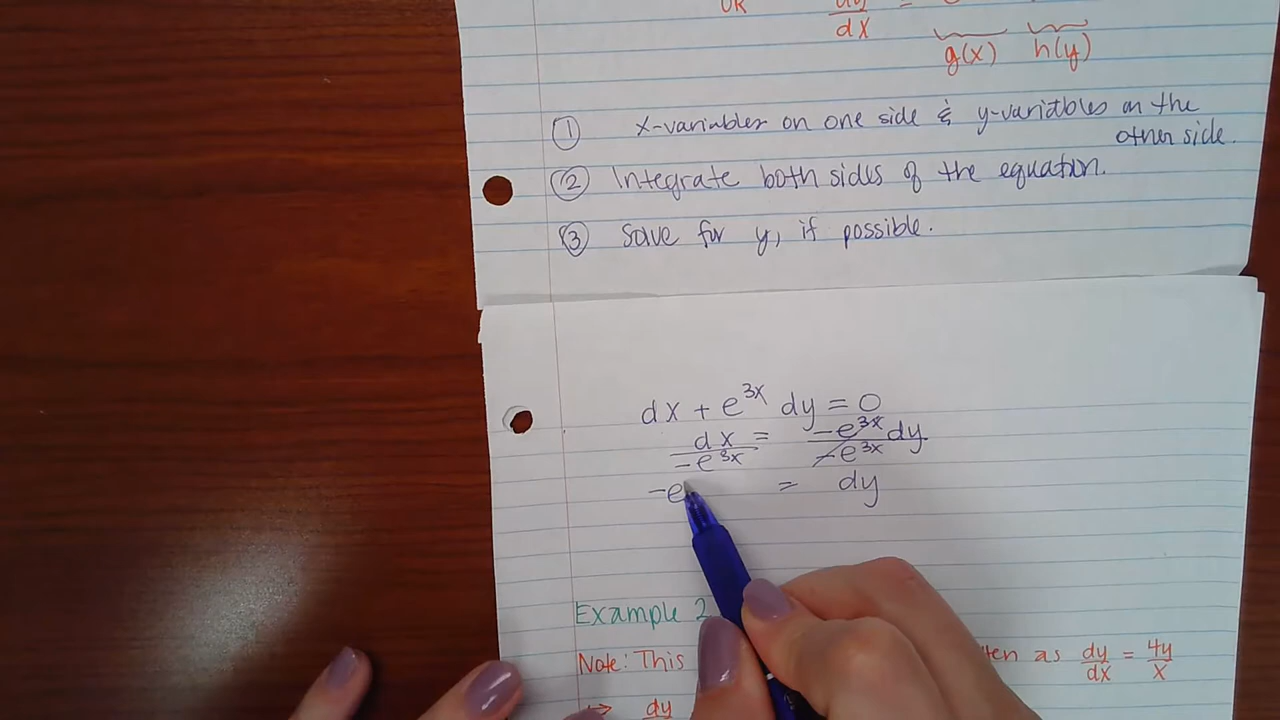 OR dy/dx =
g(x) h(y)
① x-variables on one side & y-variables on the
other side.
② Integrate both sides of the equation.
③ Solve for y, if possible.
dx + e^{3x} dy = 0
dx/-e^{3x} = -e^{3x}/-e^{3x} dy
-e = dy
Example 2
Note: This as dy/dx = 4y/x
↦ dy